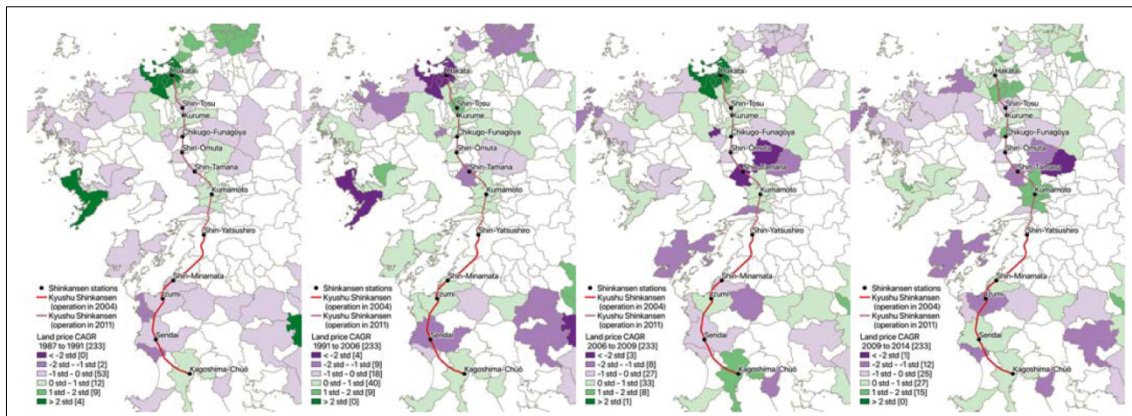 Hakata
Shin-Tosu
Kurume
Chikugo-Funagoya
Shin-Omuta
Shin-Tamana
Kumamoto
Shin-Yatsushiro
Shin-Minamata
Izumi
Sendai
Kagoshima-Chūō
Shinkansen stations
Kyushu Shinkansen
(operation in 2004)
Kyushu Shinkansen
(operation in 2011)
Land price CAGR
1987 to 1991 [233]
< -2 std [0]
-2 std - -1 std [2]
-1 std - 0 std [53]
0 std - 1 std [12]
1 std - 2 std [9]
> 2 std [4]
Hakata
Shin-Tosu
Kurume
Chikugo-Funagoya
Shin-Omuta
Shin-Tamana
Kumamoto
Shin-Yatsushiro
Shin-Minamata
Izumi
Sendai
Kagoshima-Chūō
Shinkansen stations
Kyushu Shinkansen
(operation in 2004)
Kyushu Shinkansen
(operation in 2011)
Land price CAGR
1991 to 2006 [233]
< -2 std [4]
-2 std - -1 std [9]
-1 std - 0 std [18]
0 std - 1 std [40]
1 std - 2 std [9]
> 2 std [0]
Hakata
Shin-Tosu
Kurume
Chikugo-Funagoya
Shin-Omuta
Shin-Tamana
Kumamoto
Shin-Yatsushiro
Shin-Minamata
Izumi
Sendai
Kagoshima-Chūō
Shinkansen stations
Kyushu Shinkansen
(operation in 2004)
Kyushu Shinkansen
(operation in 2011)
Land price CAGR
2006 to 2009 [233]
< -2 std [3]
-2 std - -1 std [8]
-1 std - 0 std [27]
0 std - 1 std [33]
1 std - 2 std [8]
> 2 std [1]
Hakata
Shin-Tosu
Kurume
Chikugo-Funagoya
Shin-Omuta
Shin-Tamana
Kumamoto
Shin-Yatsushiro
Shin-Minamata
Izumi
Sendai
Kagoshima-Chūō
Shinkansen stations
Kyushu Shinkansen
(operation in 2004)
Kyushu Shinkansen
(operation in 2011)
Land price CAGR
2009 to 2014 [233]
< -2 std [1]
-2 std - -1 std [12]
-1 std - 0 std [25]
0 std - 1 std [27]
1 std - 2 std [15]
> 2 std [0]